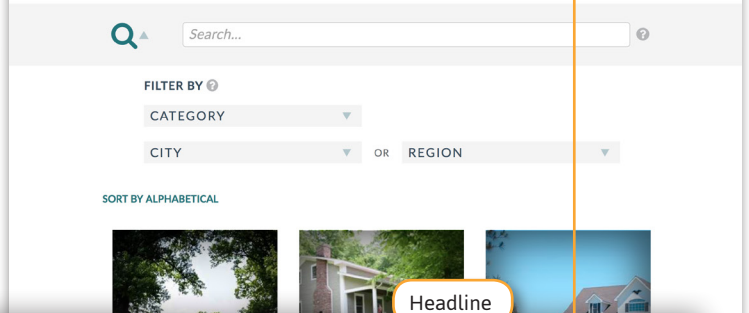 Search...
FILTER BY
CATEGORY
CITY OR REGION
SORT BY ALPHABETICAL
Headline